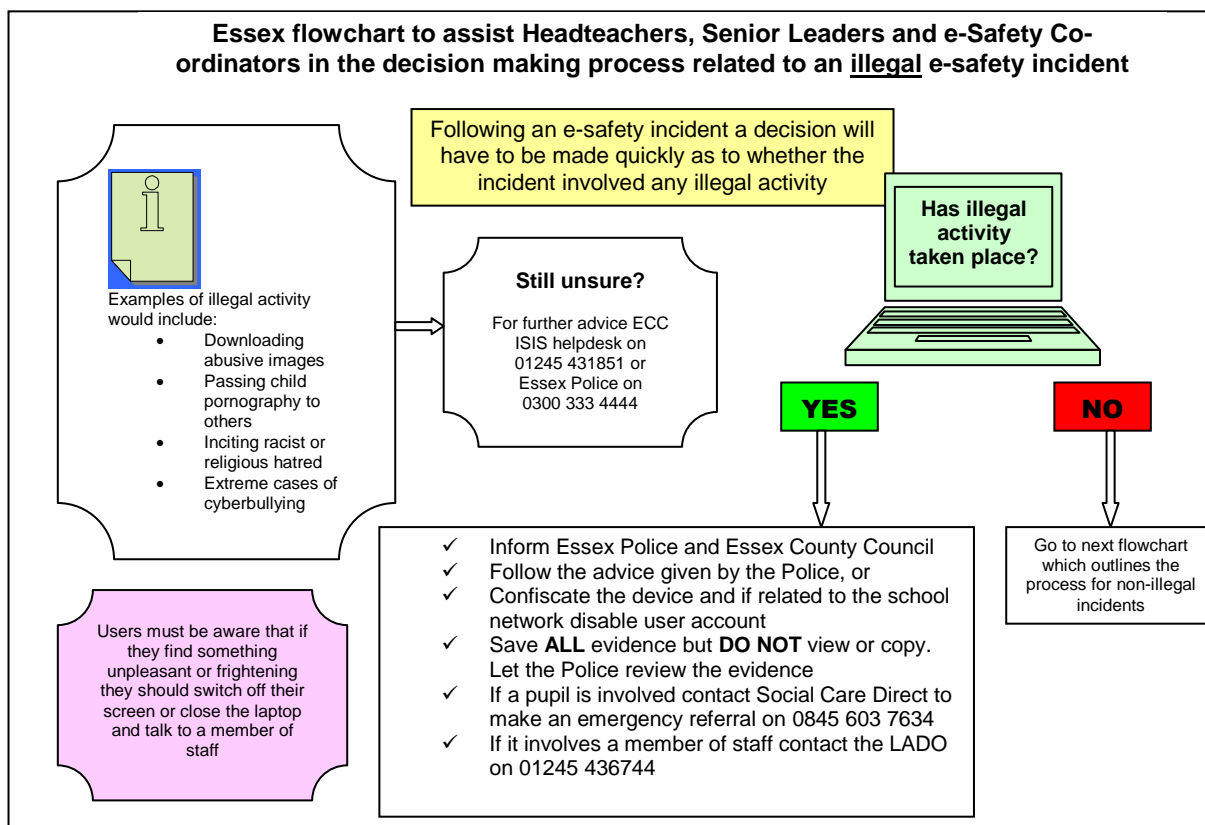 Essex flowchart to assist Headteachers, Senior Leaders and e-Safety Co-
ordinators in the decision making process related to an illegal e-safety incident
Following an e-safety incident a decision will
have to be made quickly as to whether the
incident involved any illegal activity
i
Examples of illegal activity
would include:
• Downloading
abusive images
• Passing child
pornography to
others
• Inciting racist or
religious hatred
• Extreme cases of
cyberbullying
Still unsure?
For further advice ECC
ISIS helpdesk on
01245 431851 or
Essex Police on
0300 333 4444
Has illegal
activity
taken place?
YES
NO
✓ Inform Essex Police and Essex County Council
✓ Follow the advice given by the Police, or
✓ Confiscate the device and if related to the school
network disable user account
✓ Save ALL evidence but DO NOT view or copy.
Let the Police review the evidence
✓ If a pupil is involved contact Social Care Direct to
make an emergency referral on 0845 603 7634
✓ If it involves a member of staff contact the LADO
on 01245 436744
Go to next flowchart
which outlines the
process for non-illegal
incidents
Users must be aware that if
they find something
unpleasant or frightening
they should switch off their
screen or close the laptop
and talk to a member of
staff